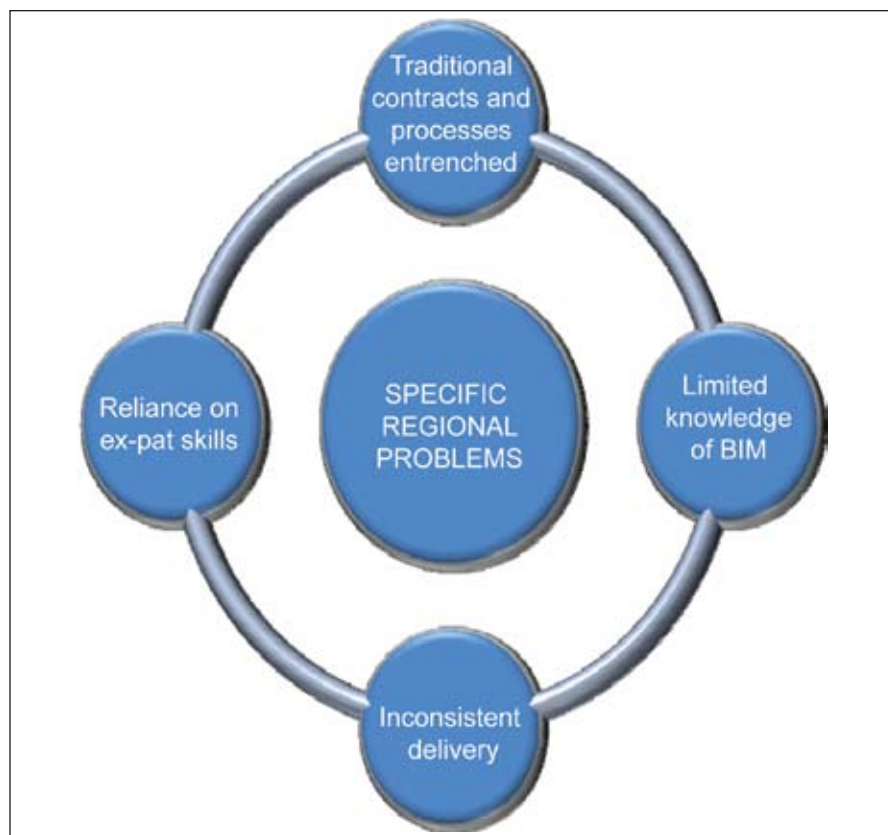 Traditional
contracts and
processes
entrenched
Reliance on
ex-pat skills
SPECIFIC
REGIONAL
PROBLEMS
Limited
knowledge
of BIM
Inconsistent
delivery